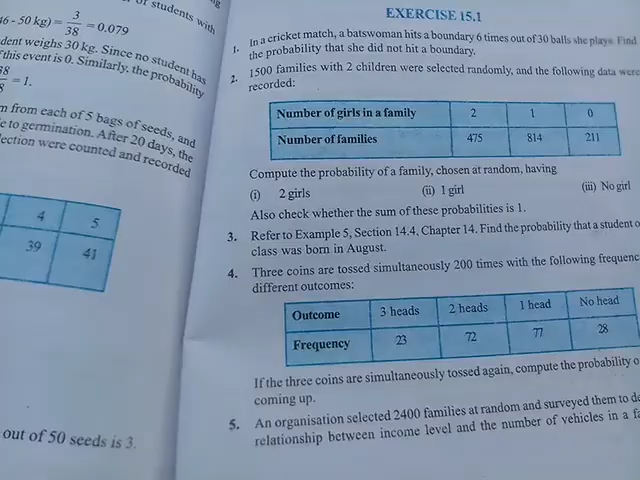 of students with
46 - 50 kg) = 3/38 = 0.079
dent weighs 30 kg. Since no student has
this event is 0. Similarly, the probability
38/8 = 1.
m from each of 5 bags of seeds, and
e to germination. After 20 days, the
lection were counted and recorded
4 5
39 41
out of 50 seeds is 3.
EXERCISE 15.1
1. In a cricket match, a batswoman hits a boundary 6 times out of 30 balls she plays. Find
the probability that she did not hit a boundary.
2. 1500 families with 2 children were selected randomly, and the following data were
recorded:
Number of girls in a family 2 1 0
Number of families 475 814 211
Compute the probability of a family, chosen at random, having
(i) 2 girls (ii) 1 girl (iii) No girl
Also check whether the sum of these probabilities is 1.
3. Refer to Example 5, Section 14.4, Chapter 14. Find the probability that a student o
class was born in August.
4. Three coins are tossed simultaneously 200 times with the following frequenc
different outcomes:
Outcome 3 heads 2 heads 1 head No head
Frequency 23 72 77 28
If the three coins are simultaneously tossed again, compute the probability o
coming up.
5. An organisation selected 2400 families at random and surveyed them to de
relationship between income level and the number of vehicles in a fa